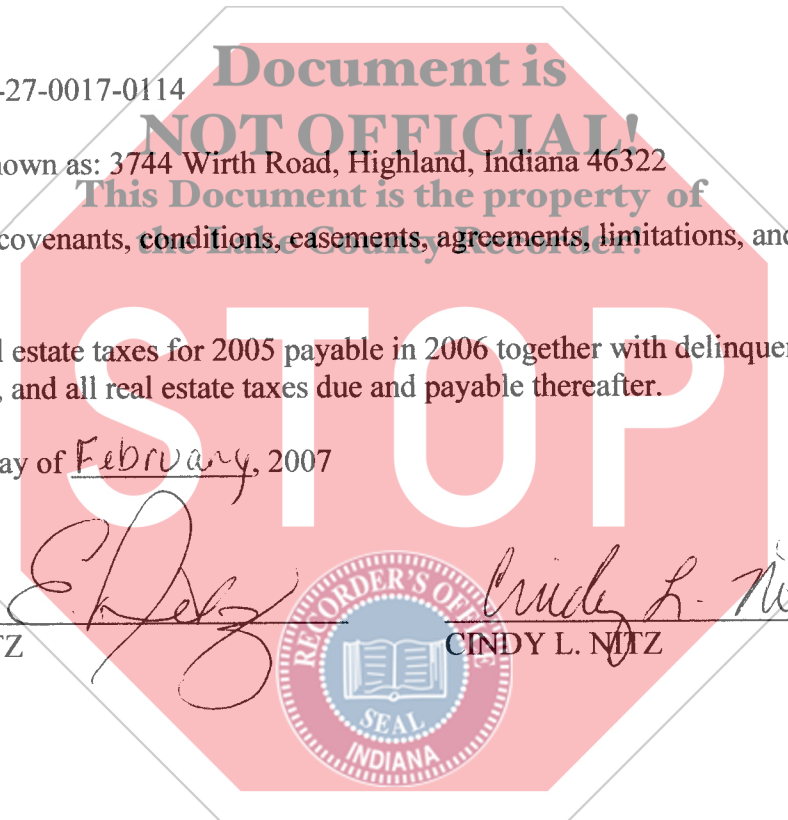 Document is
-27-0017-0114
NOT OFFICIAL!
nown as: 3744 Wirth Road, Highland, Indiana 46322
This Document is the property of
covenants, conditions, easements, agreements, limitations, and
the Lake County Recorder!
STOP
l estate taxes for 2005 payable in 2006 together with delinquen
, and all real estate taxes due and payable thereafter.
ay of February, 2007
Cindy L. Ni
TZ
CINDY L. NITZ
RECORDER'S OFFICE
SEAL
INDIANA